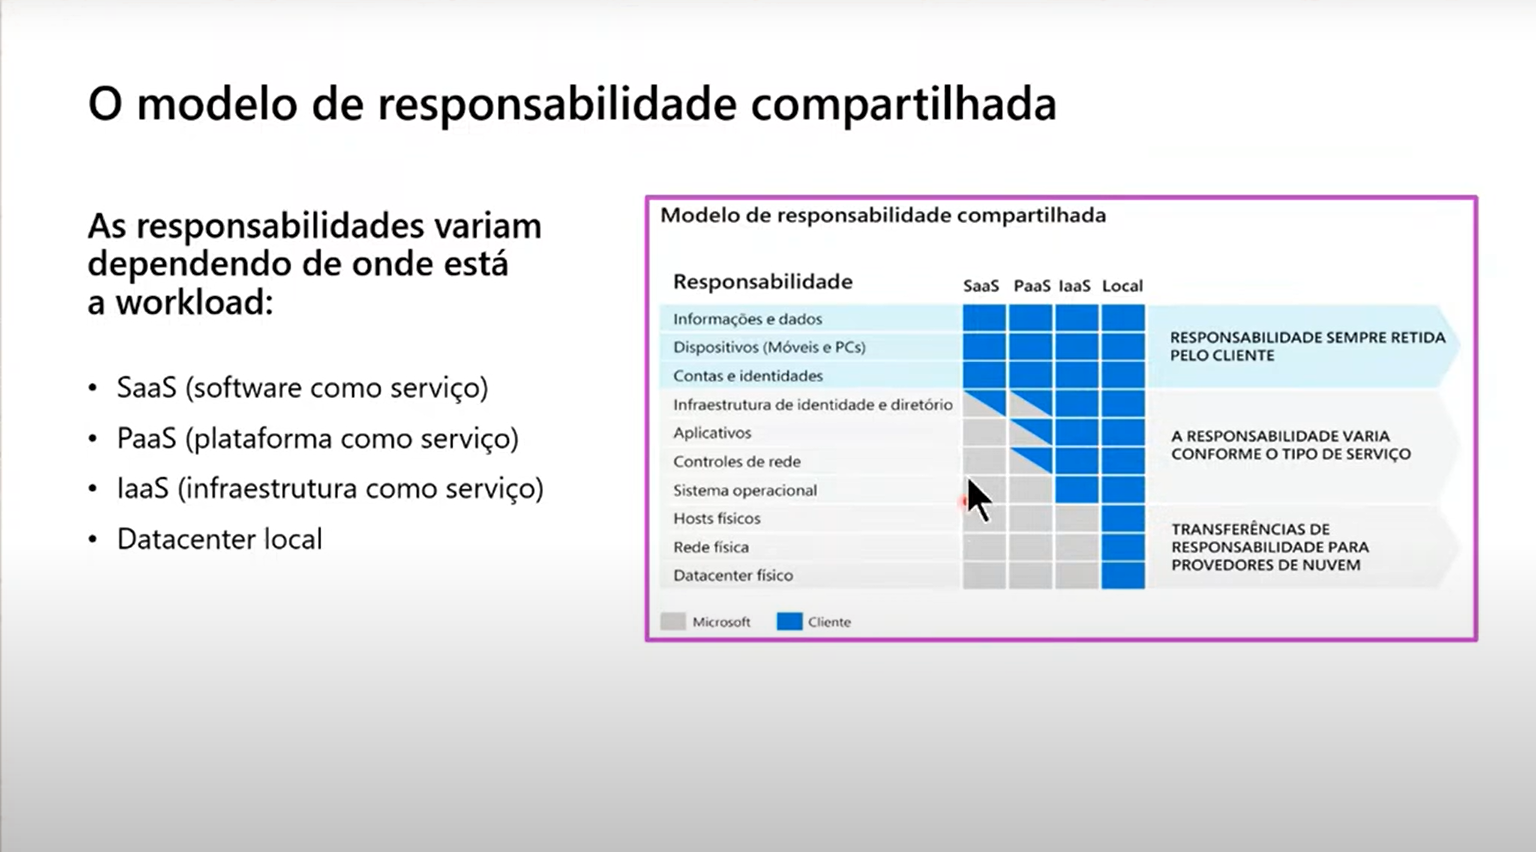 O modelo de responsabilidade compartilhada
As responsabilidades variam
dependendo de onde está
a workload:
• SaaS (software como serviço)
• PaaS (plataforma como serviço)
• IaaS (infraestrutura como serviço)
• Datacenter local
Modelo de responsabilidade compartilhada
Responsabilidade SaaS PaaS IaaS Local
Informações e dados
Dispositivos (Móveis e PCs)
Contas e identidades
RESPONSABILIDADE SEMPRE RETIDA
PELO CLIENTE
Infraestrutura de identidade e diretório
Aplicativos
Controles de rede
Sistema operacional
A RESPONSABILIDADE VARIA
CONFORME O TIPO DE SERVIÇO
Hosts físicos
Rede física
Datacenter físico
TRANSFERÊNCIAS DE
RESPONSABILIDADE PARA
PROVEDORES DE NUVEM
Microsoft Cliente